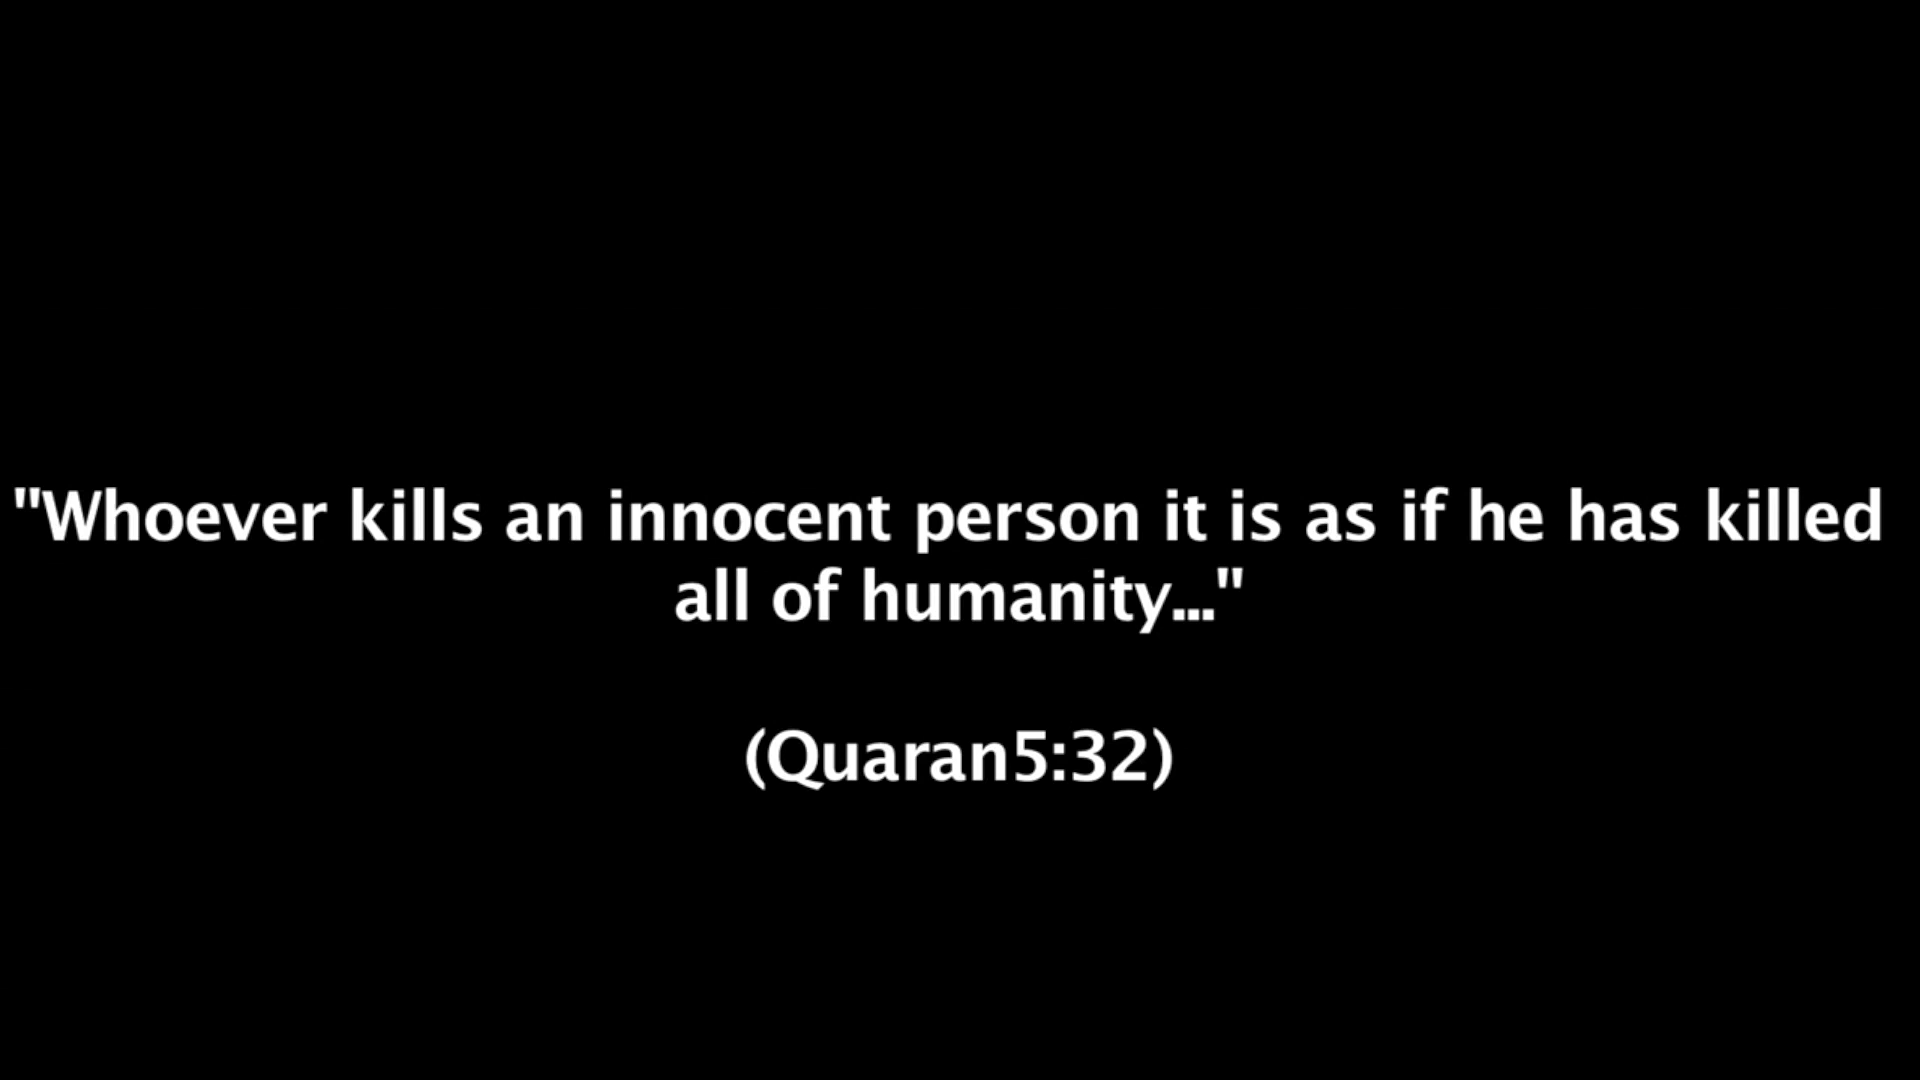 "Whoever kills an innocent person it is as if he has killed
all of humanity..."
(Quaran5:32)